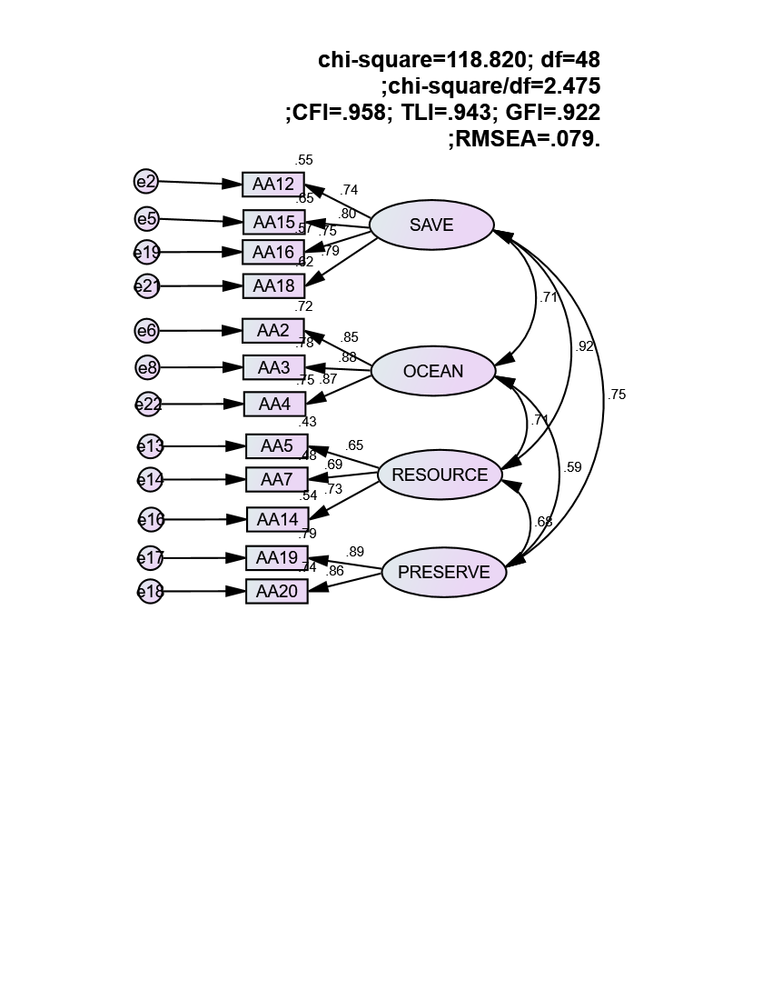 chi-square=118.820; df=48
;chi-square/df=2.475
;CFI=.958; TLI=.943; GFI=.922
;RMSEA=.079.
.55
e2
AA12
.74
.65
e5
AA15
.80
SAVE
.57
.75
e19
AA16
.79
.62
e21
AA18
.71
.72
e6
AA2
.85
.78
.92
e8
AA3
.88
OCEAN
.75
.87
e22
AA4
.75
.43
.71
e13
AA5
.65
.48
.69
e14
AA7
RESOURCE
.59
.54
.73
e16
AA14
.68
.79
e17
AA19
.89
.74
.86
PRESERVE
e18
AA20